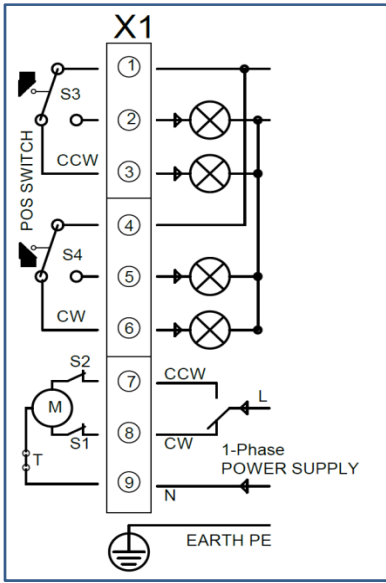 X1
1
S3
2
CCW
3
POS SWITCH
4
S4
5
CW
6
S2
7
CCW
L
M
8
S1
CW
1-Phase
T
POWER SUPPLY
9
N
EARTH PE